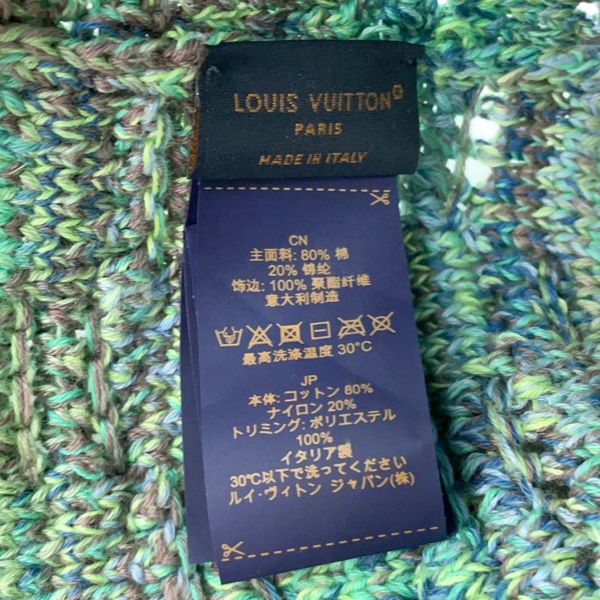 LOUIS VUITTON
PARIS
MADE IN ITALY
CN
主面料: 80% 棉
20% 锦纶
饰边: 100% 聚酯纤维
意大利制造
最高洗涤温度 30°C
JP
本体: コットン 80%
ナイロン 20%
トリミング: ポリエステル
100%
イタリア製
30℃以下で洗ってください
ルイ・ヴィトン ジャパン(株)